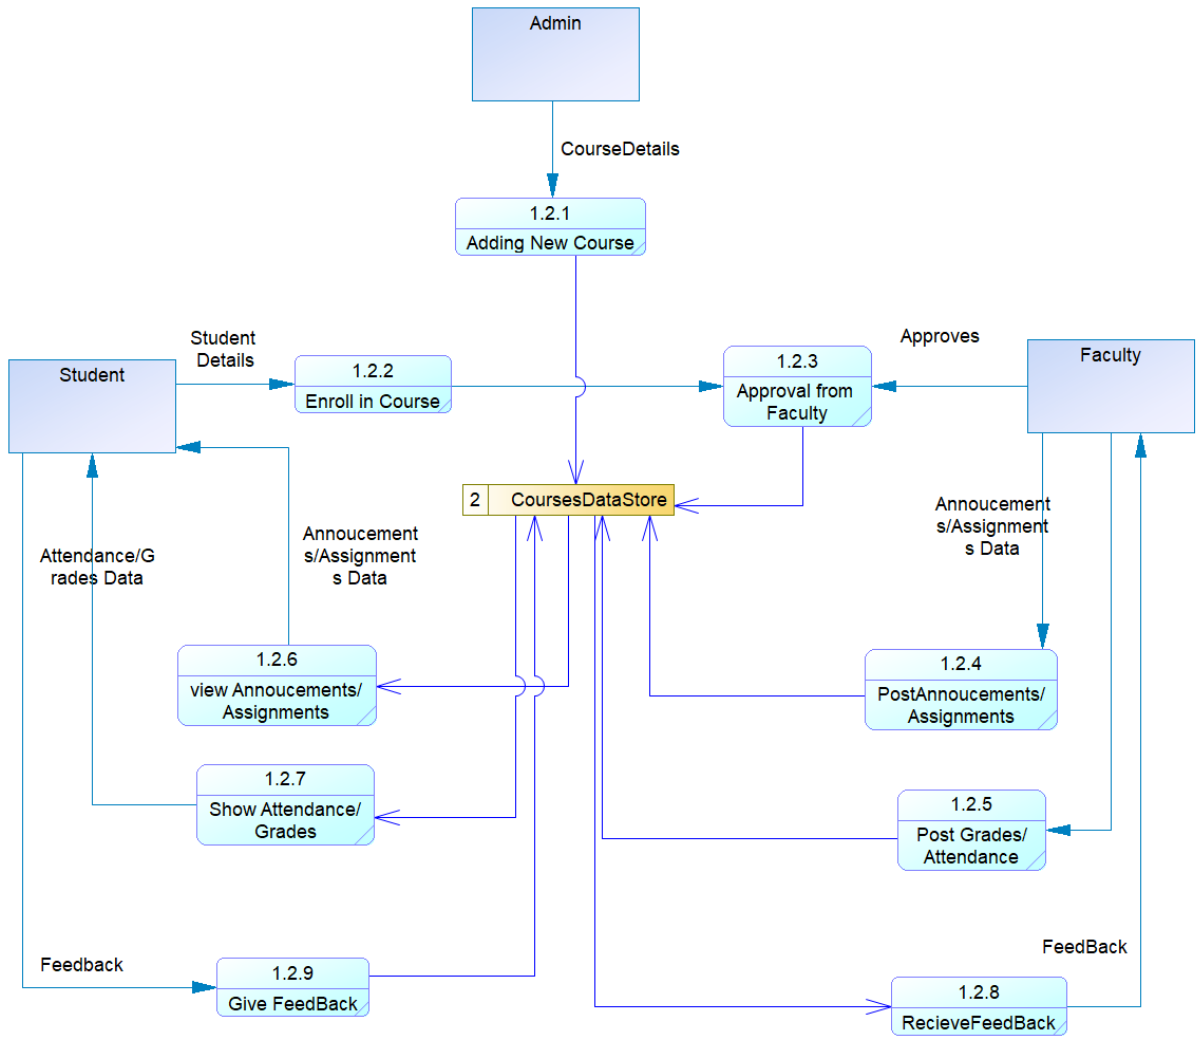 Admin
CourseDetails
1.2.1
Adding New Course
Student
Details
Approves
Student
1.2.2
Enroll in Course
1.2.3
Approval from
Faculty
Faculty
2
CoursesDataStore
Attendance/G
rades Data
Annoucement
s/Assignment
s Data
Annoucement
s/Assignment
s Data
1.2.6
view Annoucements/
Assignments
1.2.4
PostAnnoucements/
Assignments
1.2.7
Show Attendance/
Grades
1.2.5
Post Grades/
Attendance
Feedback
1.2.9
Give FeedBack
FeedBack
1.2.8
RecieveFeedBack